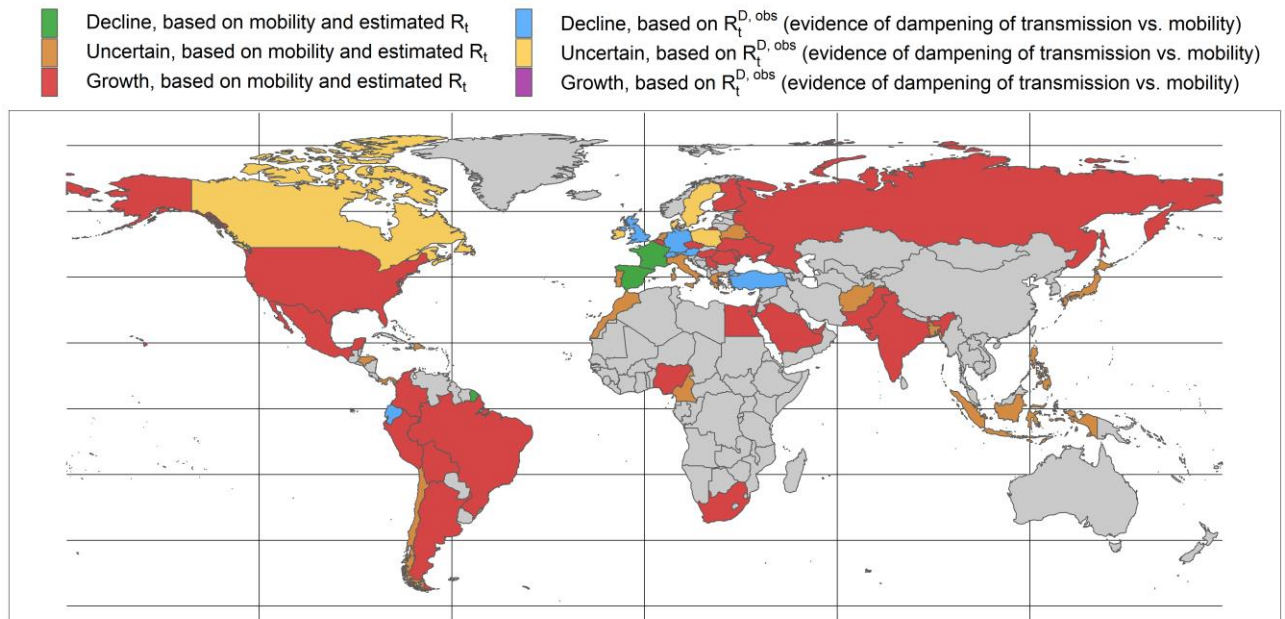 Decline, based on mobility and estimated Rₜ
Uncertain, based on mobility and estimated Rₜ
Growth, based on mobility and estimated Rₜ
Decline, based on Rₜᴰ, ᵒᵇˢ (evidence of dampening of transmission vs. mobility)
Uncertain, based on Rₜᴰ, ᵒᵇˢ (evidence of dampening of transmission vs. mobility)
Growth, based on Rₜᴰ, ᵒᵇˢ (evidence of dampening of transmission vs. mobility)